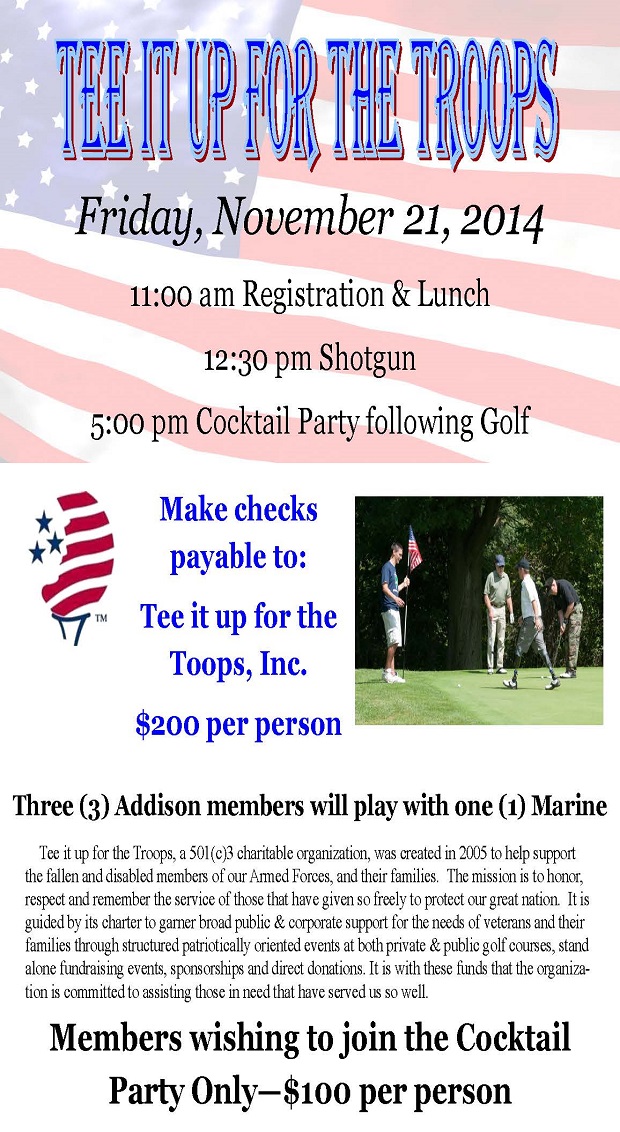 TEE IT UP FOR THE TROOPS
Friday, November 21, 2014
11:00 am Registration & Lunch
12:30 pm Shotgun
5:00 pm Cocktail Party following Golf
TM
Make checks
payable to:
Tee it up for the
Toops, Inc.
$200 per person
Three (3) Addison members will play with one (1) Marine
Tee it up for the Troops, a 501(c)3 charitable organization, was created in 2005 to help support
the fallen and disabled members of our Armed Forces, and their families.  The mission is to honor,
respect and remember the service of those that have given so freely to protect our great nation.  It is
guided by its charter to garner broad public & corporate support for the needs of veterans and their
families through structured patriotically oriented events at both private & public golf courses, stand
alone fundraising events, sponsorships and direct donations. It is with these funds that the organiza-
tion is committed to assisting those in need that have served us so well.
Members wishing to join the Cocktail
Party Only—$100 per person